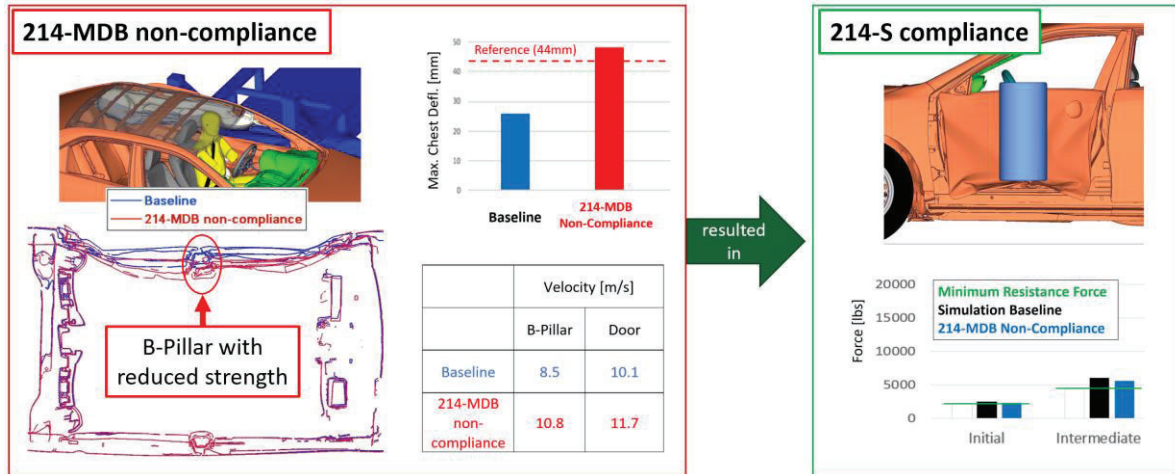 214-MDB non-compliance
Baseline
214-MDB non-compliance
B-Pillar with
reduced strength
Max. Chest Defl. [mm]
50
40
30
20
10
0
Reference (44mm)
Baseline
214-MDB
Non-Compliance
Velocity [m/s]
B-Pillar Door
Baseline 8.5 10.1
214-MDB
non-
compliance
10.8 11.7
resulted
in
214-S compliance
Force [lbs]
20000
15000
10000
5000
0
Minimum Resistance Force
Simulation Baseline
214-MDB Non-Compliance
Initial Intermediate